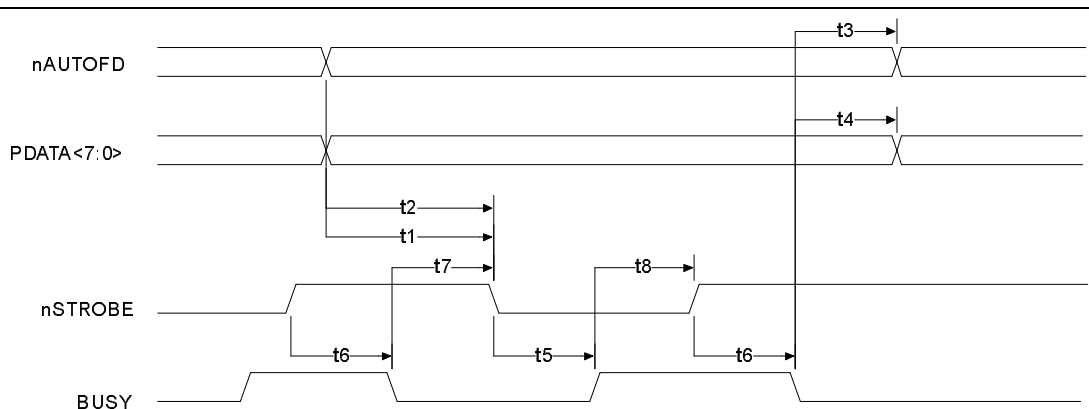 t3
nAUTOFD
t4
PDATA<7:0>
t2
t1
t7
t8
nSTROBE
t6
t5
t6
BUSY